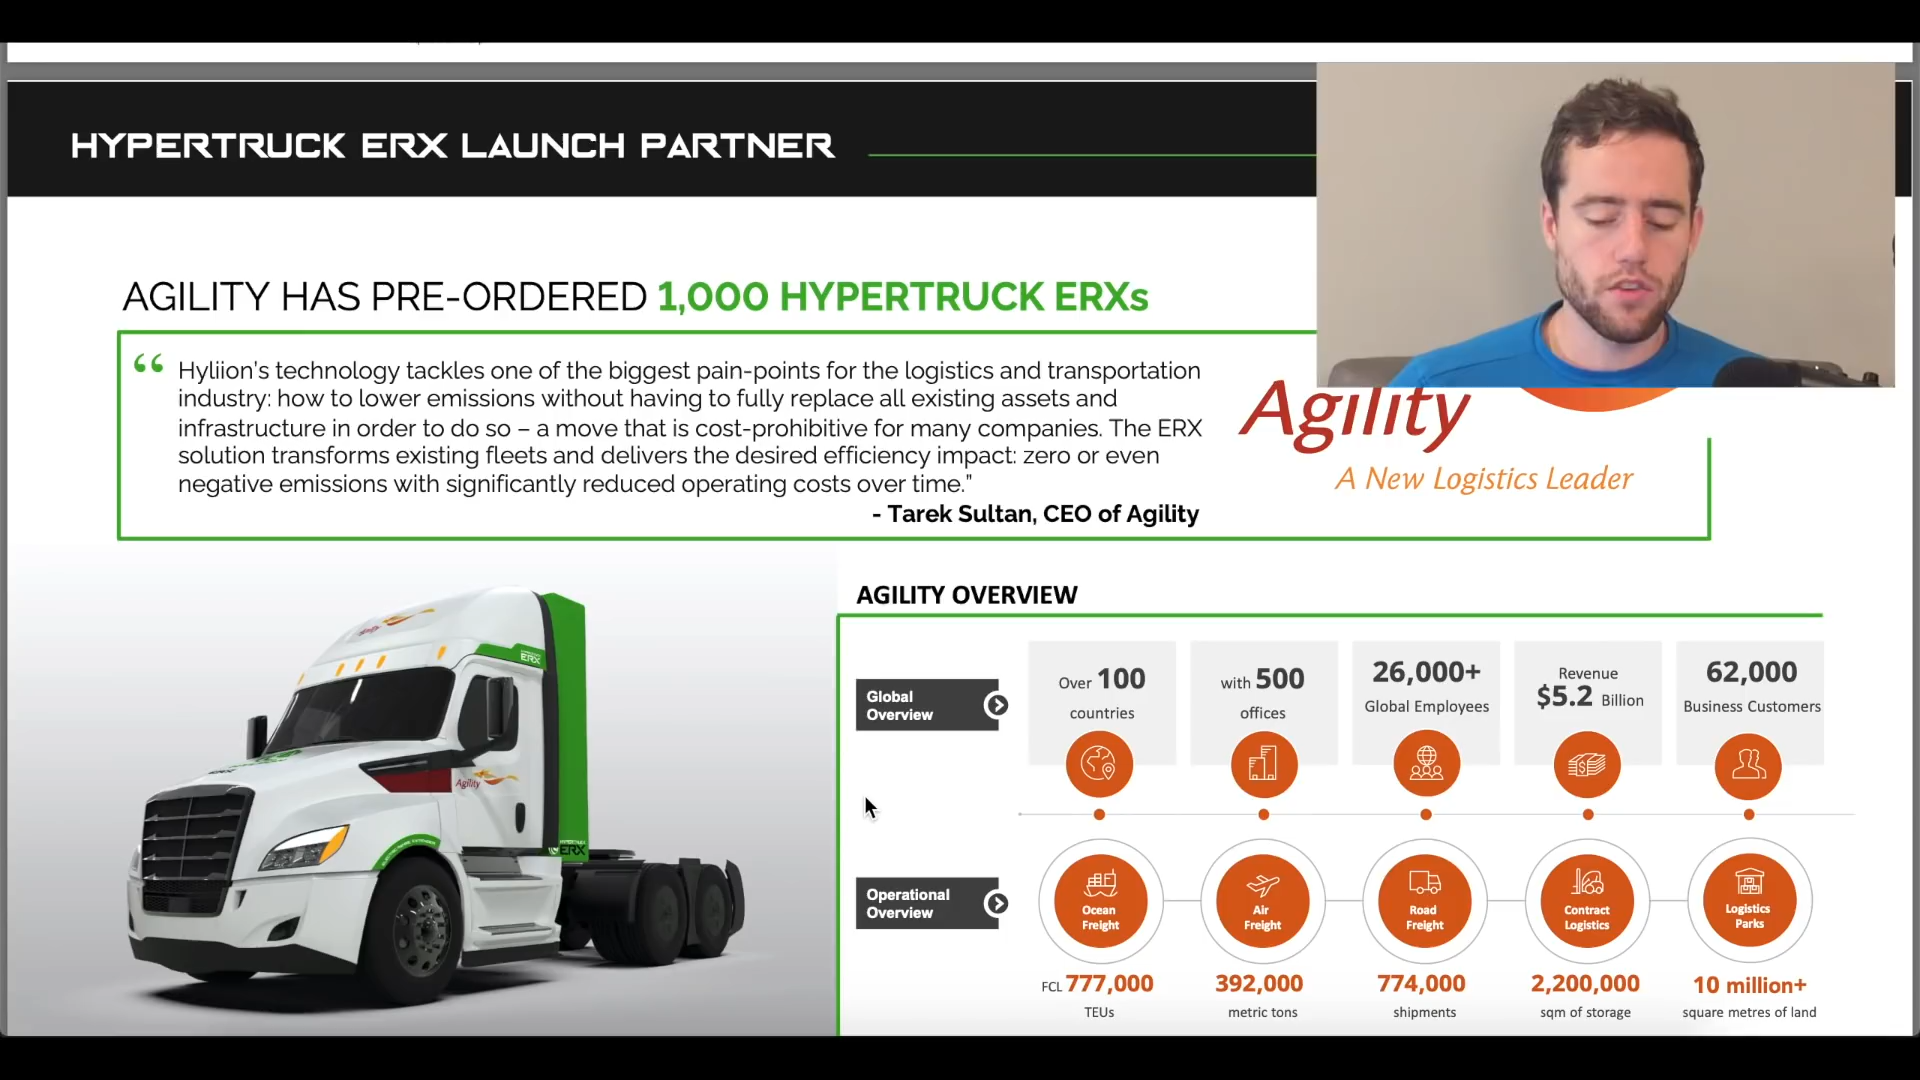 HYPERTRUCK ERX LAUNCH PARTNER
AGILITY HAS PRE-ORDERED 1,000 HYPERTRUCK ERXs
“ Hyliion’s technology tackles one of the biggest pain-points for the logistics and transportation
industry: how to lower emissions without having to fully replace all existing assets and
infrastructure in order to do so – a move that is cost-prohibitive for many companies. The ERX
solution transforms existing fleets and delivers the desired efficiency impact: zero or even
negative emissions with significantly reduced operating costs over time."
- Tarek Sultan, CEO of Agility
Agility
A New Logistics Leader
Agility
ERX
Agility
HYPERTRUCK
ERX
AGILITY OVERVIEW
Global
Overview
Over 100
countries
with 500
offices
26,000+
Global Employees
Revenue
$5.2 Billion
62,000
Business Customers
Operational
Overview
Ocean
Freight
Air
Freight
Road
Freight
Contract
Logistics
Logistics
Parks
FCL 777,000
TEUs
392,000
metric tons
774,000
shipments
2,200,000
sqm of storage
10 million+
square metres of land